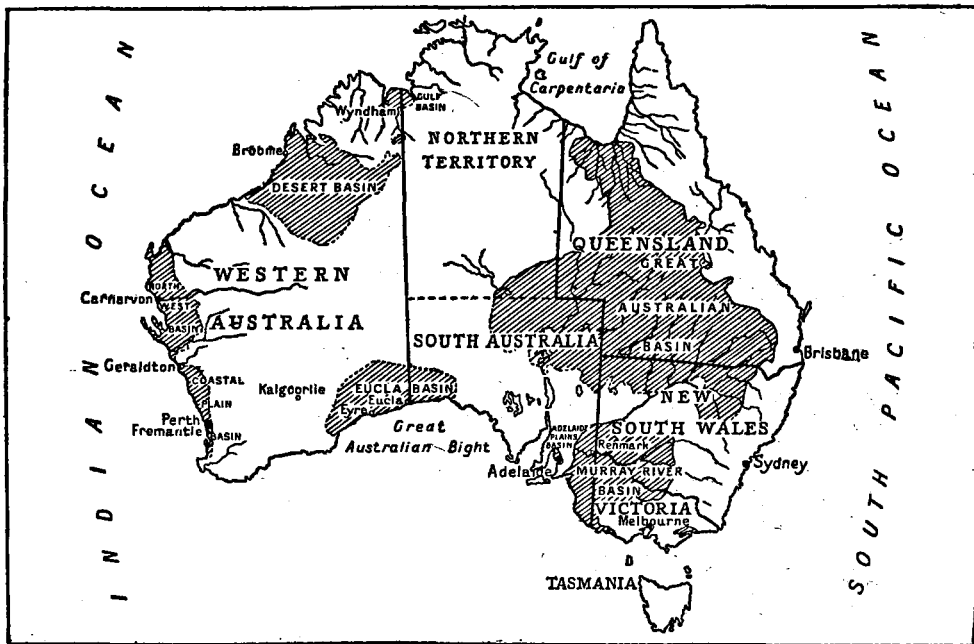 INDIAN OCEAN
SOUTH PACIFIC OCEAN
Gulf of
Carpentaria
Wyndham
GULF
BASIN
NORTHERN
TERRITORY
Broome
DESERT BASIN
QUEENSLAND
GREAT
AUSTRALIAN
BASIN
WESTERN
AUSTRALIA
NORTH
WEST
BASIN
Carnarvon
SOUTH AUSTRALIA
Brisbane
Geraldton
COASTAL
PLAIN
BASIN
Kalgoorlie
EUCLA BASIN
Eucla
Eyre
NEW
SOUTH WALES
Perth
Fremantle
Great
Australian Bight
ADELAIDE
PLAINS
BASIN
Renmark
Adelaide
MURRAY RIVER
BASIN
Sydney
VICTORIA
Melbourne
TASMANIA